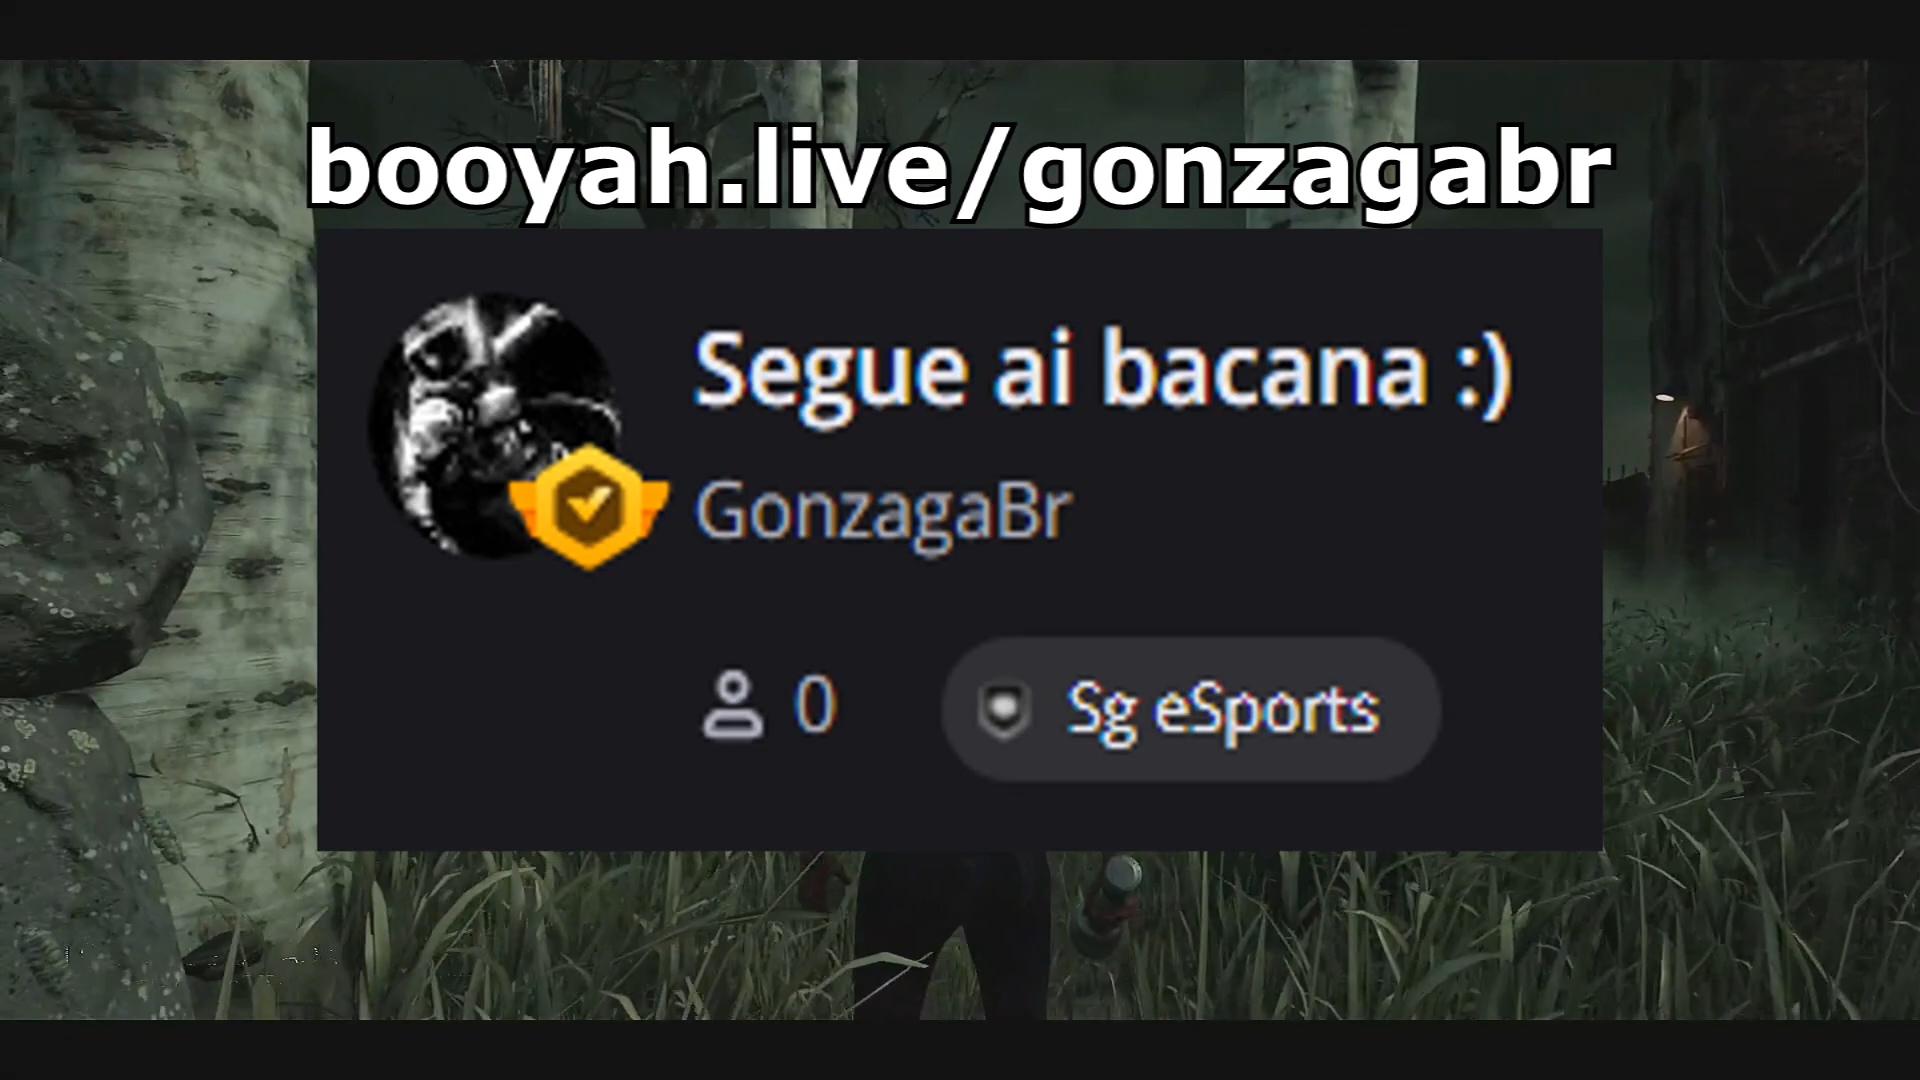 booyah.live/gonzagabr
Segue ai bacana :)
GonzagaBr
0
Sg eSports